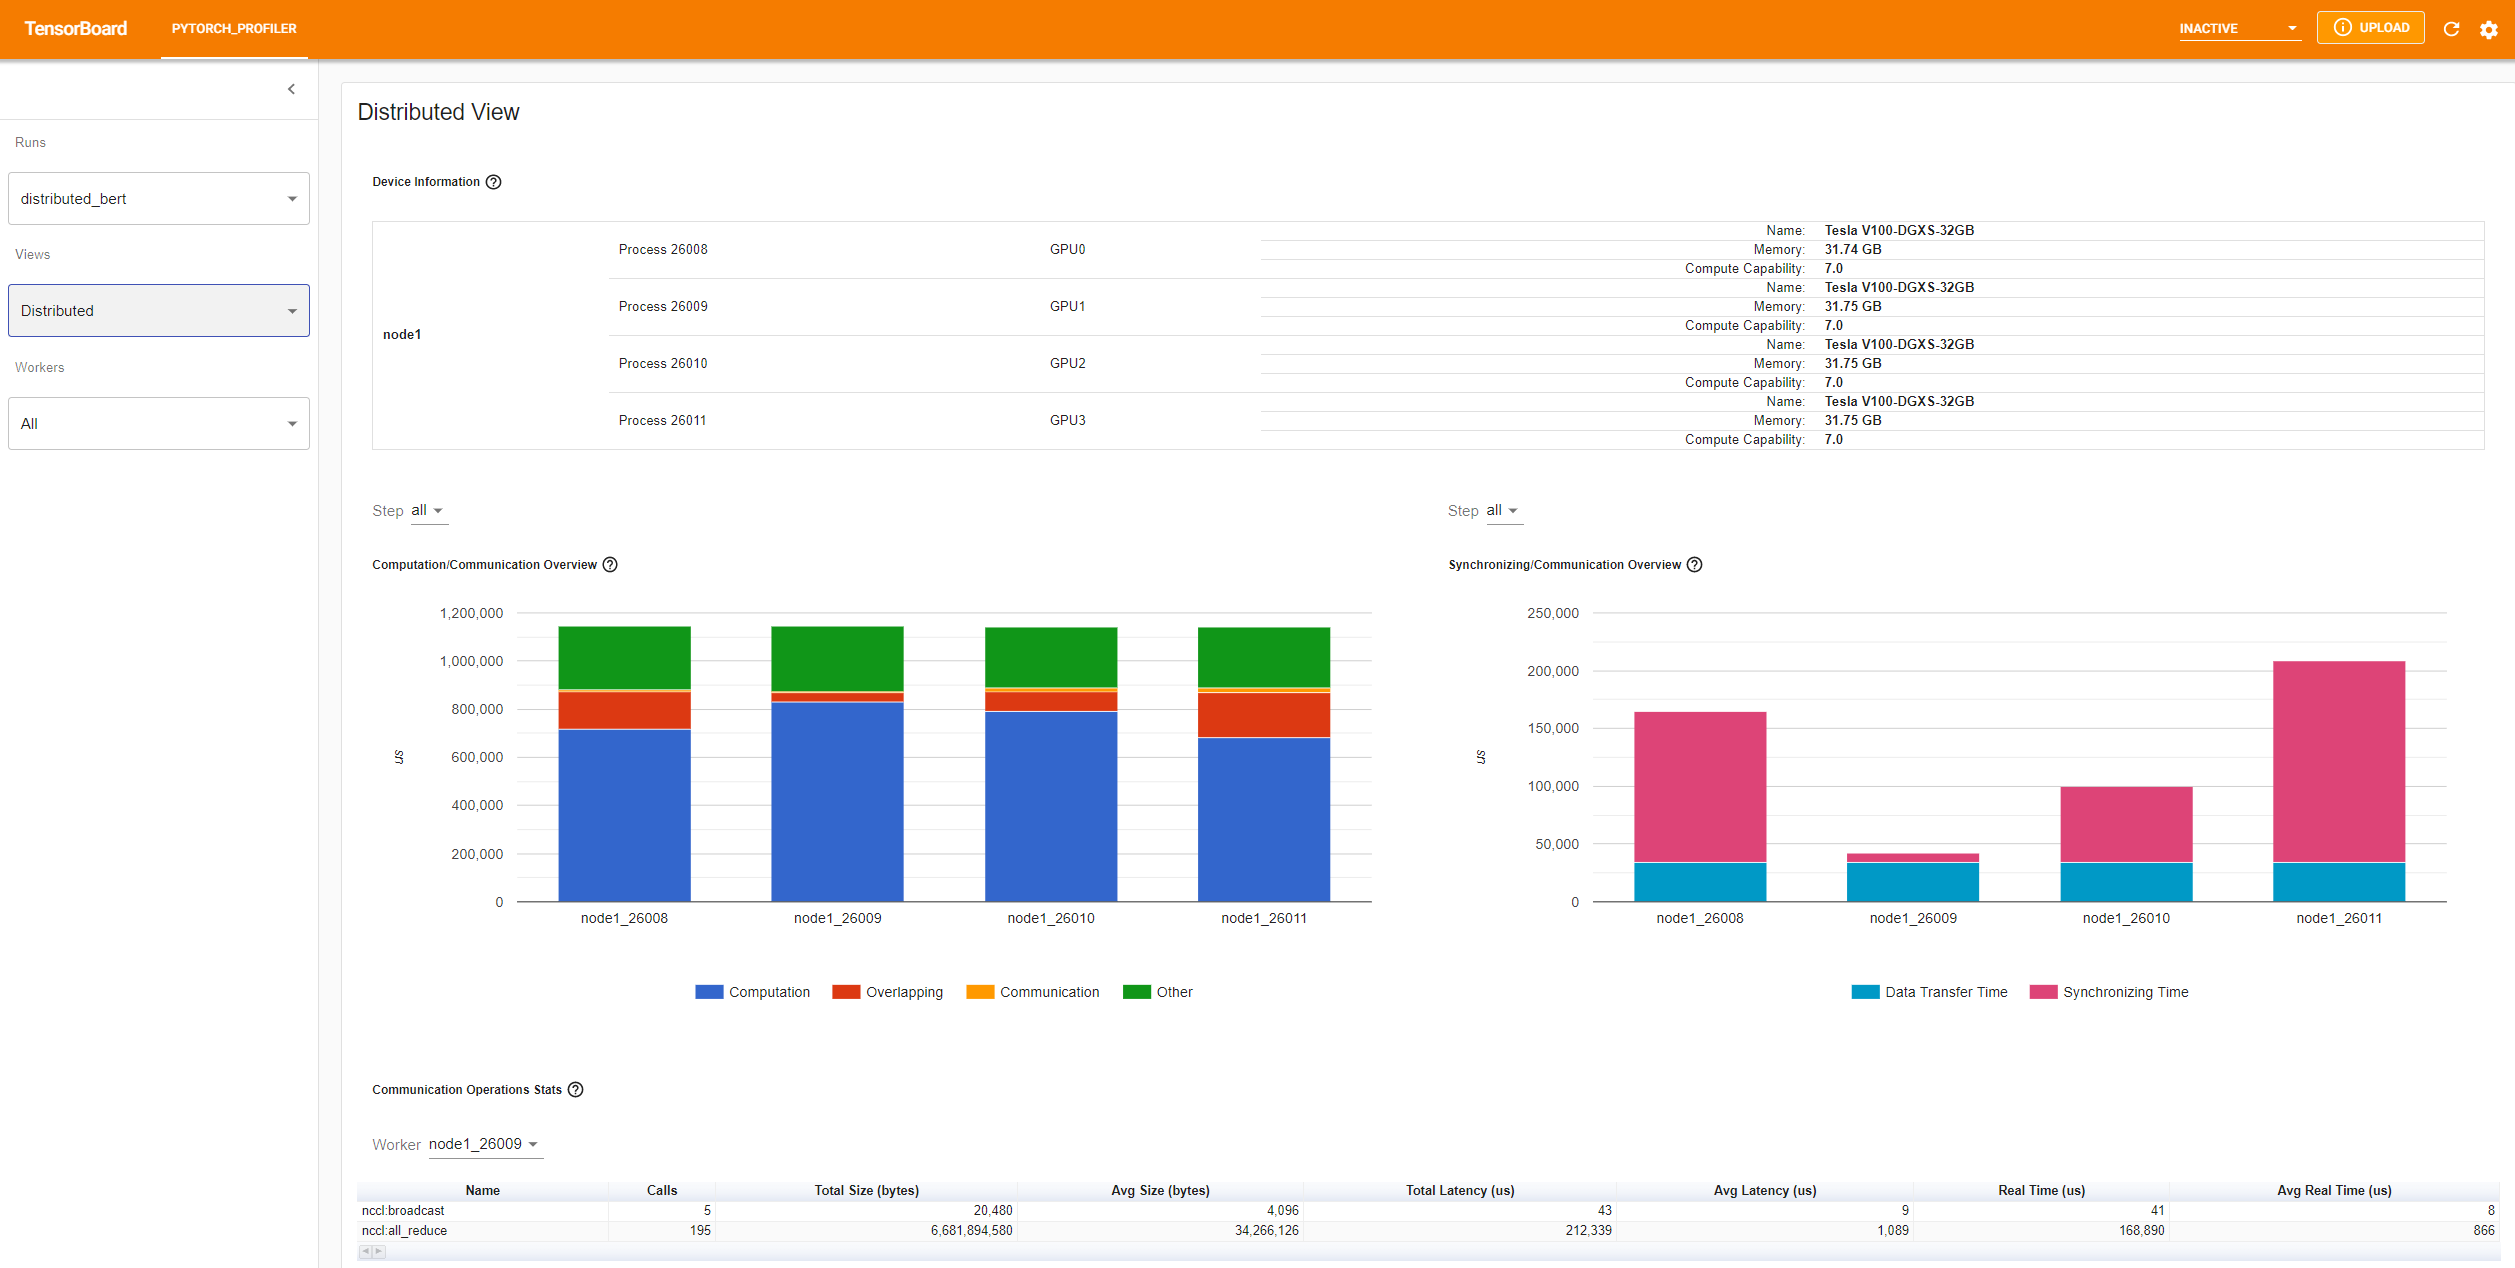 TensorBoard PYTORCH_PROFILER INACTIVE UPLOAD
Runs
distributed_bert
Views
Distributed
Workers
All
Distributed View
Device Information
node1
Process 26008 GPU0
Name: Tesla V100-DGXS-32GB
Memory: 31.74 GB
Compute Capability: 7.0
Process 26009 GPU1
Name: Tesla V100-DGXS-32GB
Memory: 31.75 GB
Compute Capability: 7.0
Process 26010 GPU2
Name: Tesla V100-DGXS-32GB
Memory: 31.75 GB
Compute Capability: 7.0
Process 26011 GPU3
Name: Tesla V100-DGXS-32GB
Memory: 31.75 GB
Compute Capability: 7.0
Step all
Computation/Communication Overview
1,200,000
1,000,000
800,000
600,000
400,000
200,000
0
us
node1_26008 node1_26009 node1_26010 node1_26011
Computation Overlapping Communication Other
Step all
Synchronizing/Communication Overview
250,000
200,000
150,000
100,000
50,000
0
us
node1_26008 node1_26009 node1_26010 node1_26011
Data Transfer Time Synchronizing Time
Communication Operations Stats
Worker node1_26009
Name Calls Total Size (bytes) Avg Size (bytes) Total Latency (us) Avg Latency (us) Real Time (us) Avg Real Time (us)
nccl:broadcast 5 20,480 4,096 43 9 41 8
nccl:all_reduce 195 6,681,894,580 34,266,126 212,339 1,089 168,890 866